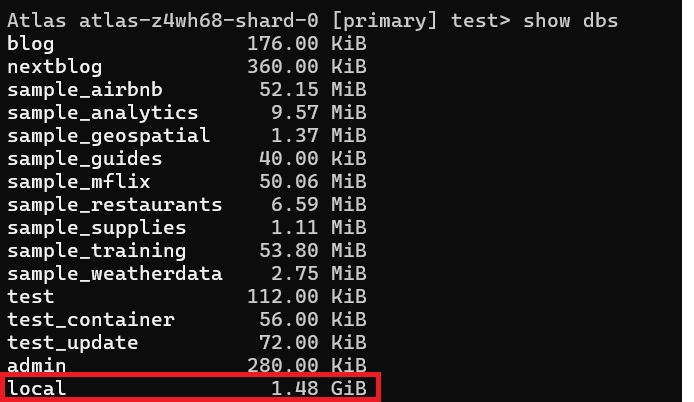 Atlas atlas-z4wh68-shard-0 [primary] test> show dbs
blog                176.00 KiB
nextblog            360.00 KiB
sample_airbnb        52.15 MiB
sample_analytics      9.57 MiB
sample_geospatial     1.37 MiB
sample_guides        40.00 KiB
sample_mflix         50.06 MiB
sample_restaurants    6.59 MiB
sample_supplies       1.11 MiB
sample_training      53.80 MiB
sample_weatherdata    2.75 MiB
test                112.00 KiB
test_container       56.00 KiB
test_update          72.00 KiB
admin               280.00 KiB
local                 1.48 GiB